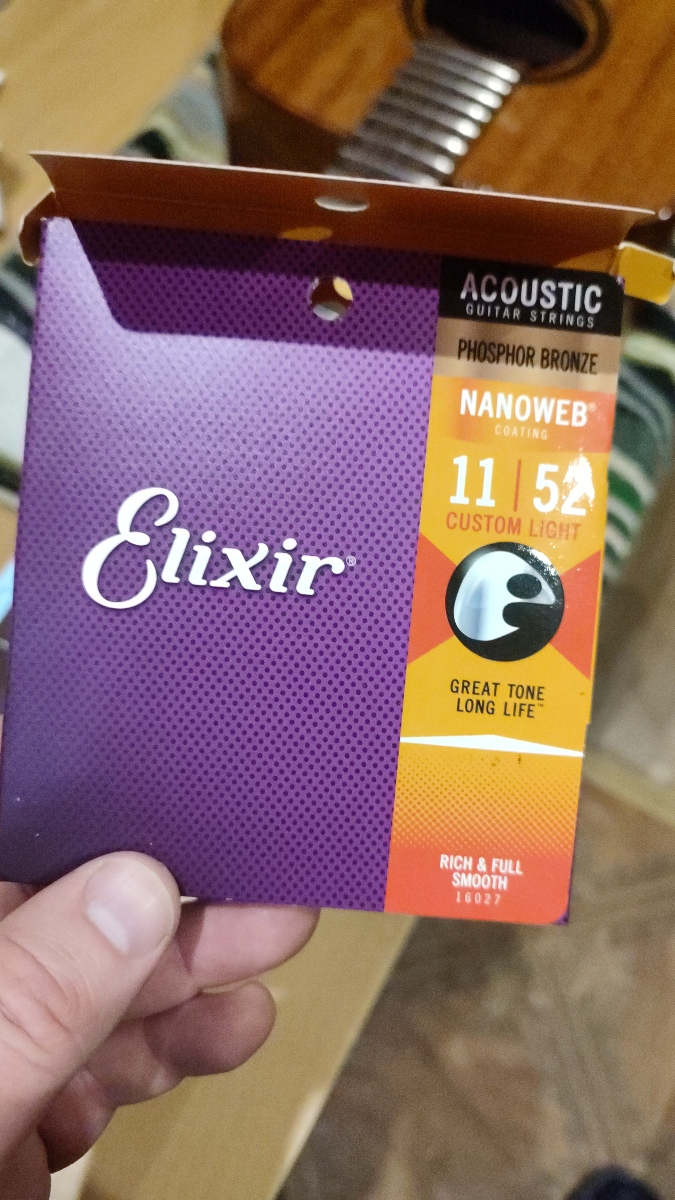 ACOUSTIC
GUITAR STRINGS
PHOSPHOR BRONZE
NANOWEB®
COATING
11 | 52
CUSTOM LIGHT
Elixir®
GREAT TONE
LONG LIFE™
RICH & FULL
SMOOTH
16027